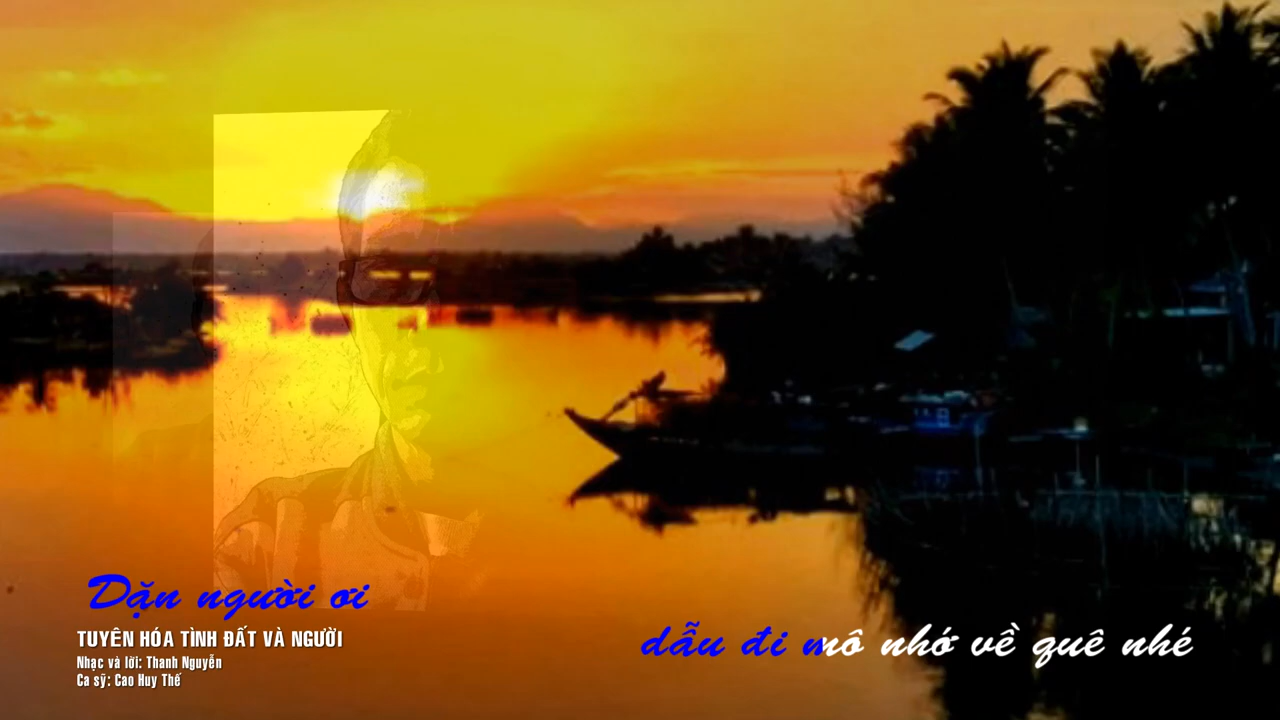 Dặn người ơi
TUYÊN HÓA TÌNH ĐẤT VÀ NGƯỜI
Nhạc và lời: Thanh Nguyễn
Ca sỹ: Cao Huy Thế
dẫu đi mô nhớ về quê nhé